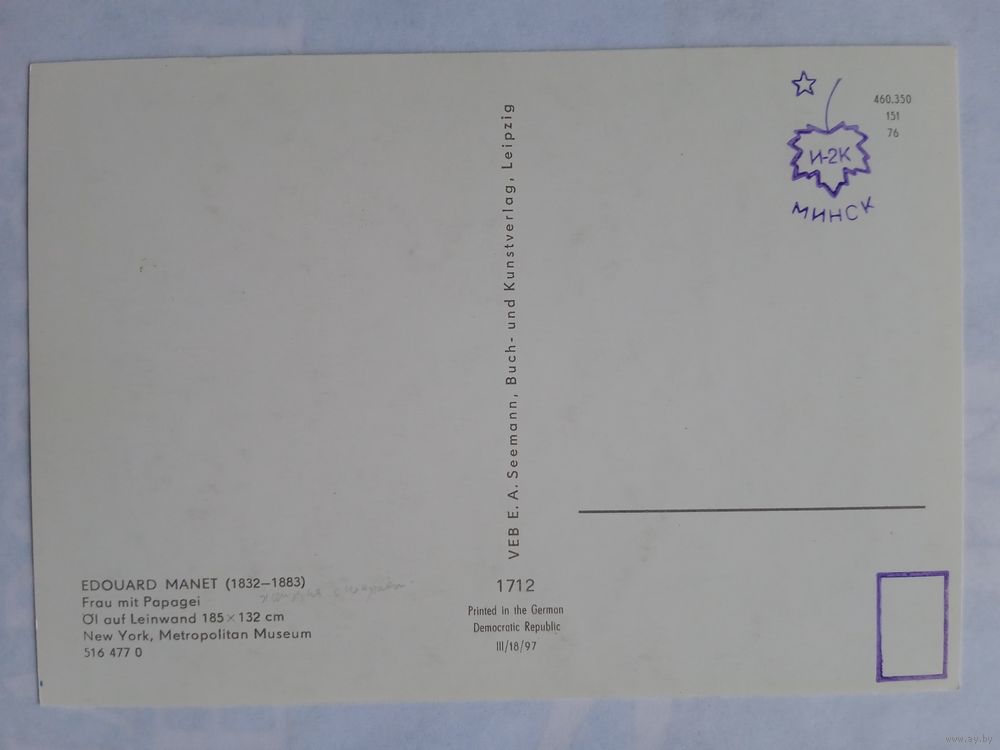 EDOUARD MANET (1832–1883)
Frau mit Papagei
Öl auf Leinwand 185 × 132 cm
New York, Metropolitan Museum
516 477 0
VEB E. A. Seemann, Buch- und Kunstverlag, Leipzig
1712
Printed in the German
Democratic Republic
III/18/97
460.350
151
76
И-2К
МИНСК
www.ay.by